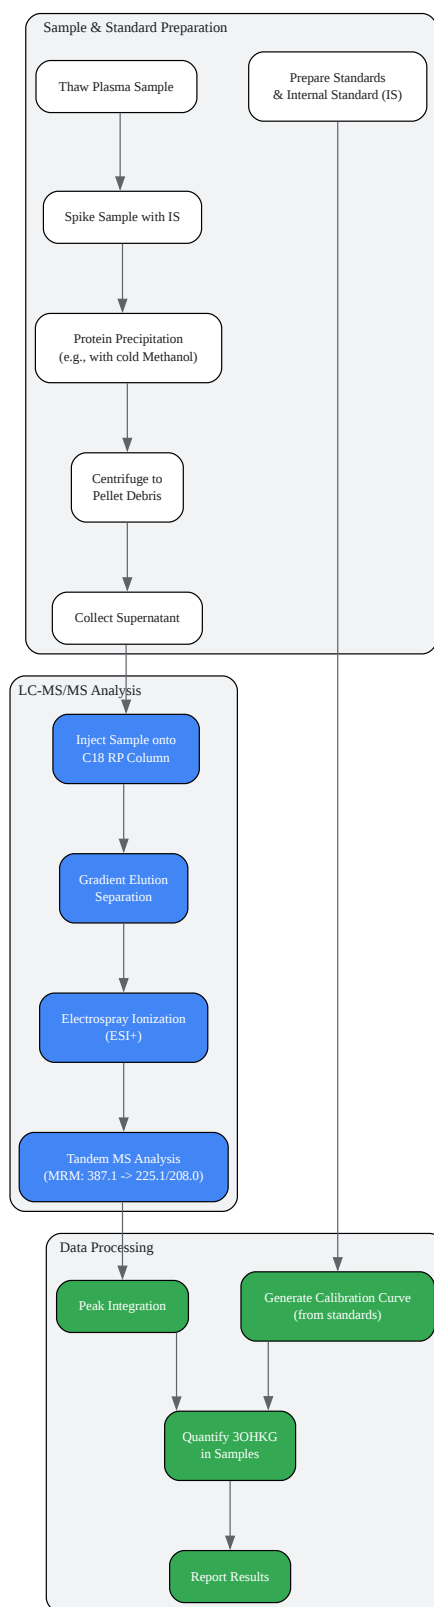 Sample & Standard Preparation
Thaw Plasma Sample
Prepare Standards
& Internal Standard (IS)
Spike Sample with IS
Protein Precipitation
(e.g., with cold Methanol)
Centrifuge to
Pellet Debris
Collect Supernatant
LC-MS/MS Analysis
Inject Sample onto
C18 RP Column
Gradient Elution
Separation
Electrospray Ionization
(ESI+)
Tandem MS Analysis
(MRM: 387.1 -> 225.1/208.0)
Data Processing
Peak Integration
Generate Calibration Curve
(from standards)
Quantify 3OHKG
in Samples
Report Results